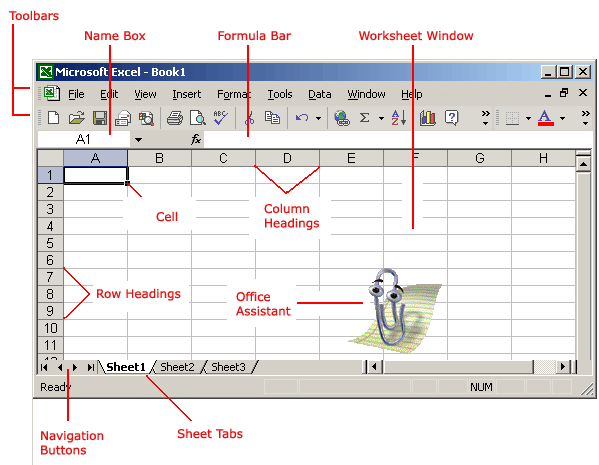 Toolbars
Name Box
Formula Bar
Worksheet Window
Microsoft Excel - Book1
File Edit View Insert Format Tools Data Window Help
ABC Σ A Z A
A1 fx
A B C D E F G H
1
2
3
4
5
6
7
8
9
10
11
Cell
Column
Headings
Row Headings
Office
Assistant
Sheet1 Sheet2 Sheet3
Ready NUM
Navigation
Buttons
Sheet Tabs